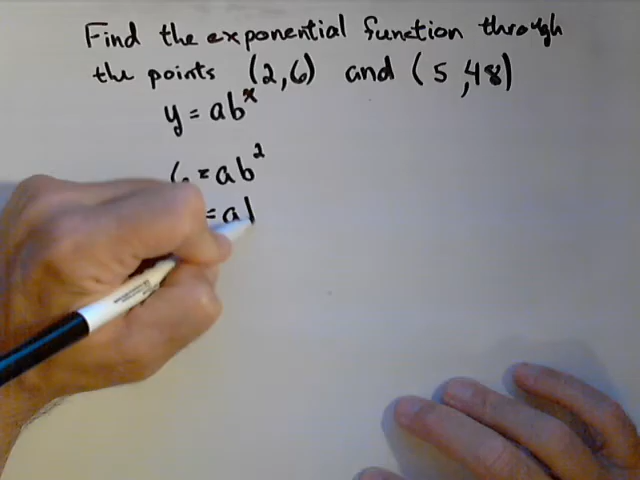 Find the exponential function through
the points (2,6) and (5,48)
y = ab^x
6 = ab^2
= a